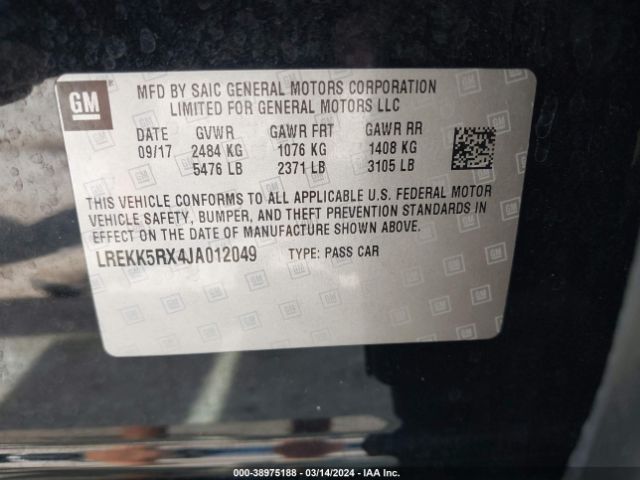 GM
MFD BY SAIC GENERAL MOTORS CORPORATION
LIMITED FOR GENERAL MOTORS LLC
DATE GVWR GAWR FRT GAWR RR
09/17 2484 KG 1076 KG 1408 KG
5476 LB 2371 LB 3105 LB
THIS VEHICLE CONFORMS TO ALL APPLICABLE U.S. FEDERAL MOTOR
VEHICLE SAFETY, BUMPER, AND THEFT PREVENTION STANDARDS IN
EFFECT ON THE DATE OF MANUFACTURE SHOWN ABOVE.
LREKK5RX4JA012049 TYPE: PASS CAR
000-38975188 - 03/14/2024 - IAA Inc.